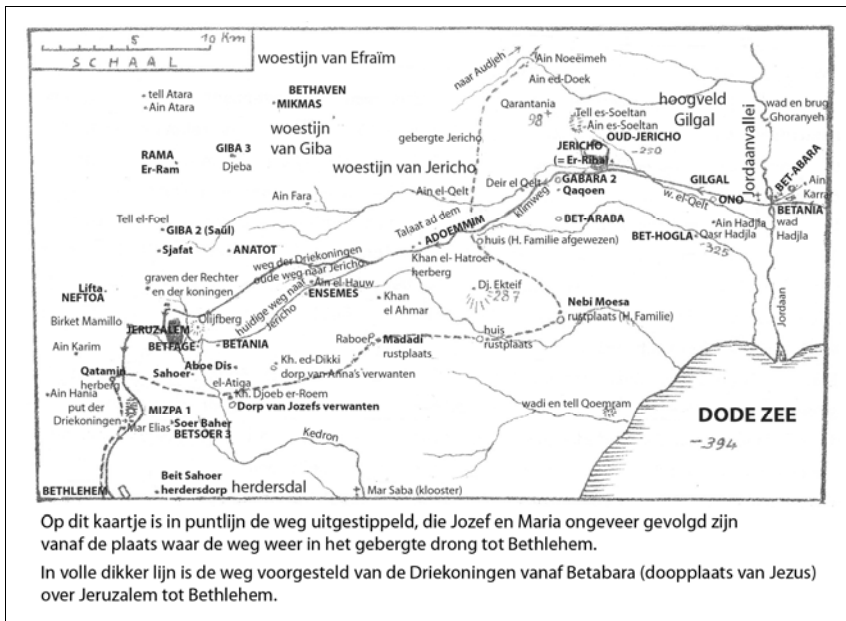 5 10 Km
SCHAAL
woestijn van Efraïm
naar Audjeh
Ain Noeëimeh
Ain ed-Doek
tell Atara
Ain Atara
BETHAVEN
MIKMAS
Qarantania
98
Tell es-Soeltan
Ain es-Soeltan
OUD-JERICHO
hoogveld
Gilgal
Jordaanvallei
wad en brug
Ghoranyeh
woestijn
van Giba
gebergte Jericho
-250
RAMA
Er-Ram
GIBA 3
Djeba
woestijn van Jericho
JERICHO
(= Er-Riha)
GABARA 2
Qaqoen
GILGAL
BET-ABARA
Ain
Karrar
Deir el Qelt
Ain el-Qelt
Ain Fara
klimweg
w. el-Qelt
ONO
BETANIA
Tell el-Foel
GIBA 2 (Saül)
Talaat ad dem
ADOEMMIM
BET-ARABA
Ain Hadjla
Qasr Hadjla
wad
Hadjla
Sjafat
ANATOT
huis (H. Familie afgewezen)
BET-HOGLA
-325
weg der Driekoningen
oude weg naar Jericho
Khan el- Hatroer
herberg
graven der Rechter
en der koningen
Lifta
NEFTOA
huidige weg naar
Jericho
Ain el-Hauw
ENSEMES
Khan
el Ahmar
Dj. Ekteif
287
Nebi Moesa
rustplaats (H. Familie)
Olijfberg
Birket Mamillo
JERUZALEM
Jordaan
Ain Karim
BETFAGE
BETANIA
Raboef
Madadi
rustplaats
huis
rustplaats
Aboe Dis
Sahoer
Kh. ed-Dikki
dorp van Anna's verwanten
Qatamin
herberg
el-Atiqa
Kh. Djoeb er-Roem
Dorp van Jozefs verwanten
Ain Hania
put der
Driekoningen
MIZPA 1
Mar Elias
Soer Baher
BETSOER 3
wadi en tell Qoemram
DODE ZEE
-394
Kedron
BETHLEHEM
Beit Sahoer
herdersdorp
herdersdal
Mar Saba (klooster)
Op dit kaartje is in puntlijn de weg uitgestippeld, die Jozef en Maria ongeveer gevolgd zijn
vanaf de plaats waar de weg weer in het gebergte drong tot Bethlehem.
In volle dikker lijn is de weg voorgesteld van de Driekoningen vanaf Betabara (doopplaats van Jezus)
over Jeruzalem tot Bethlehem.